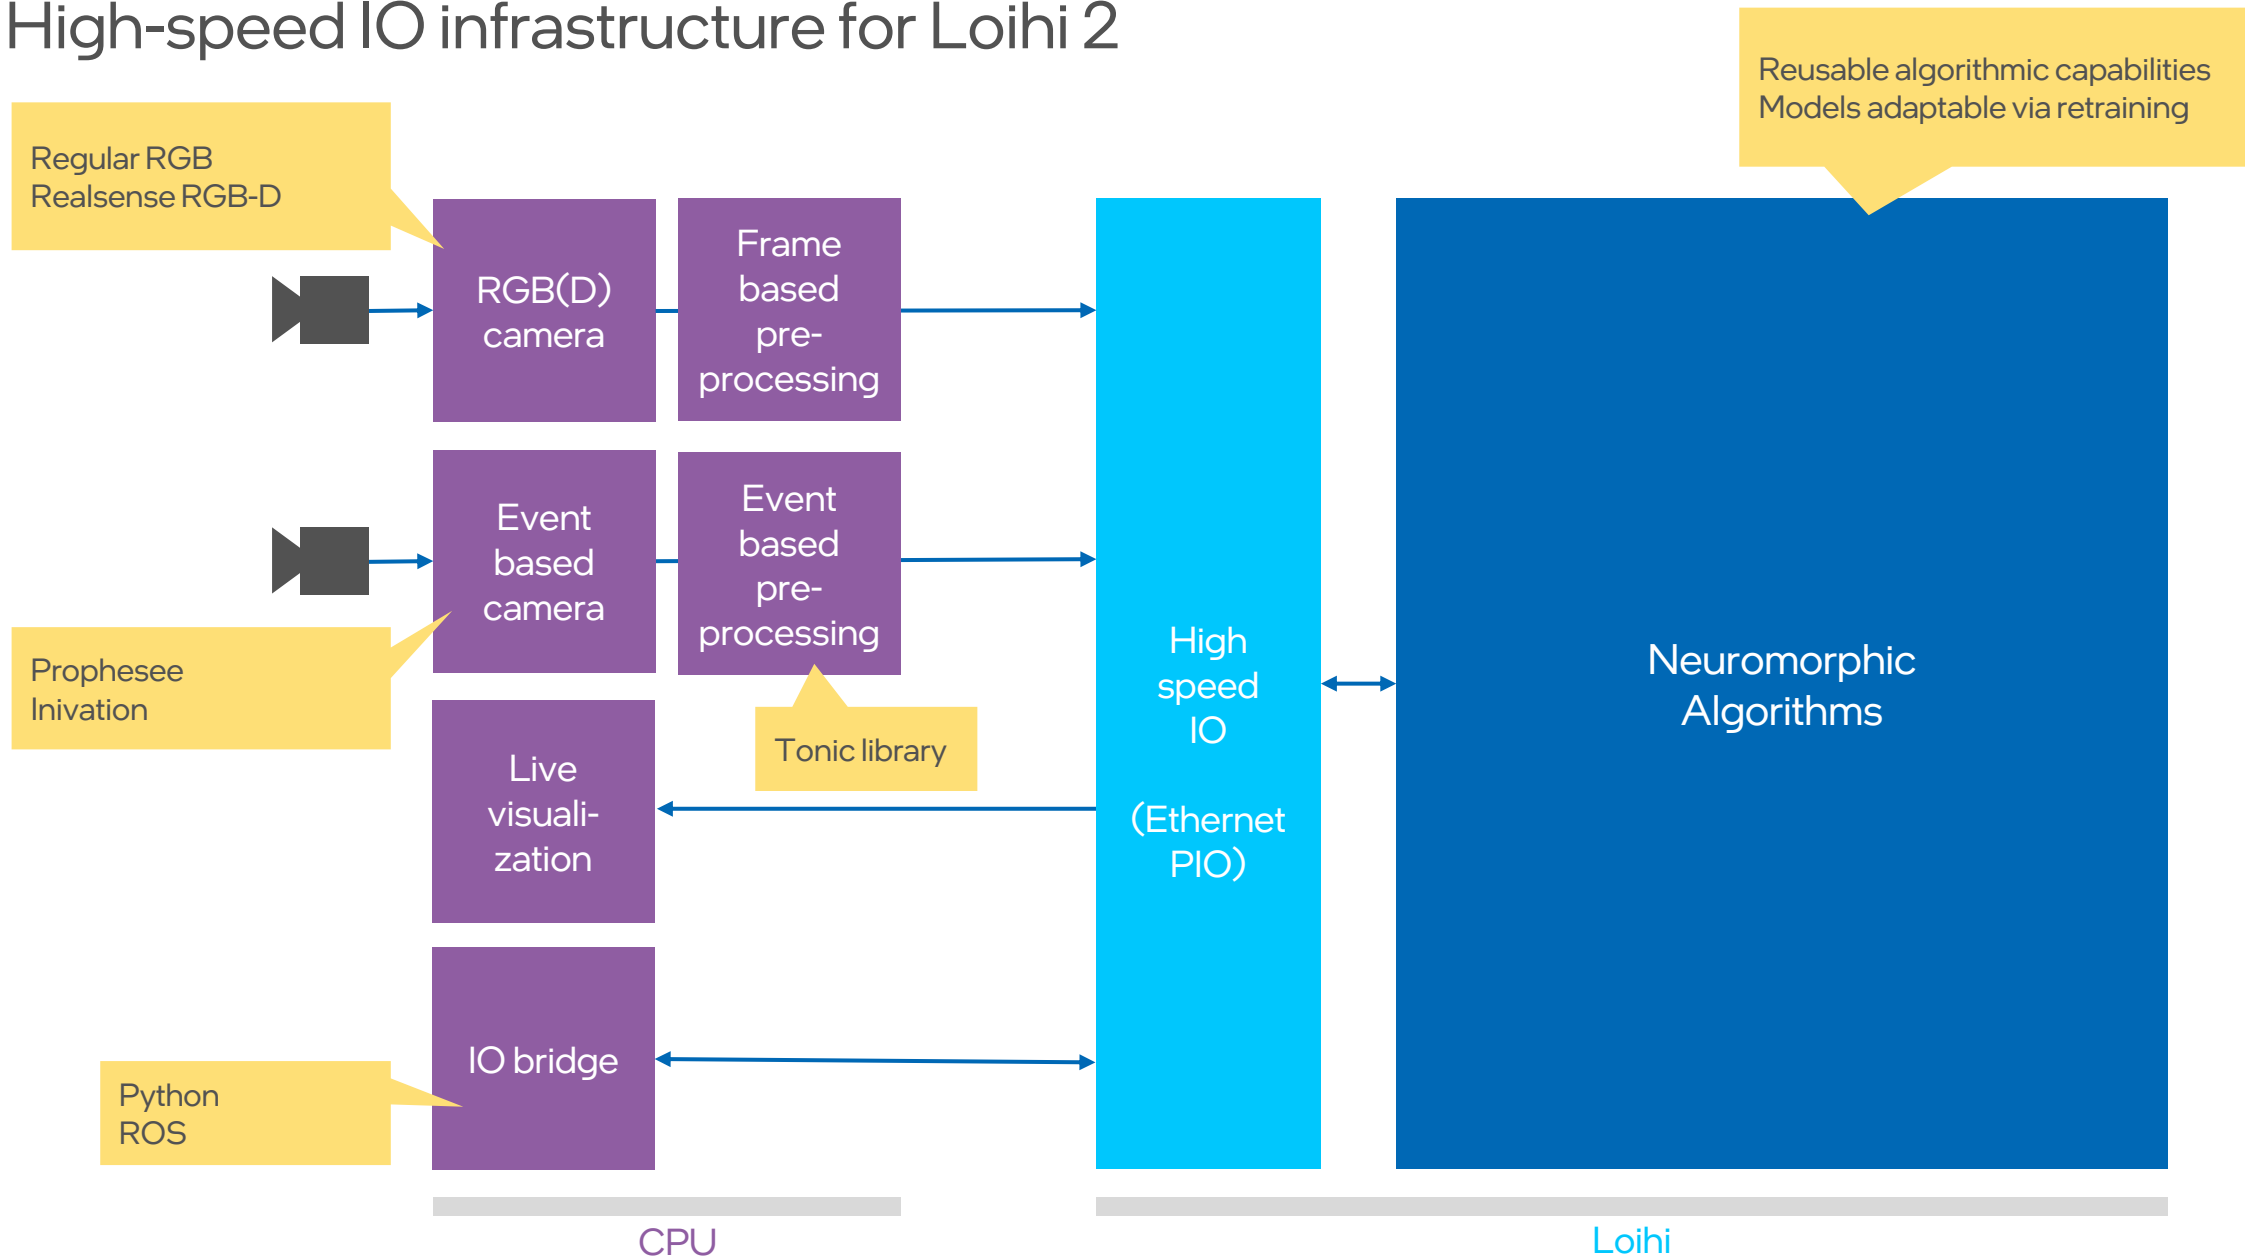 High-speed IO infrastructure for Loihi 2
Reusable algorithmic capabilities
Models adaptable via retraining
Regular RGB
Realsense RGB-D
RGB(D)
camera
Frame
based
pre-
processing
Event
based
camera
Event
based
pre-
processing
Prophesee
Inivation
Tonic library
Live
visuali-
zation
IO bridge
Python
ROS
High
speed
IO
(Ethernet
PIO)
Neuromorphic
Algorithms
CPU
Loihi